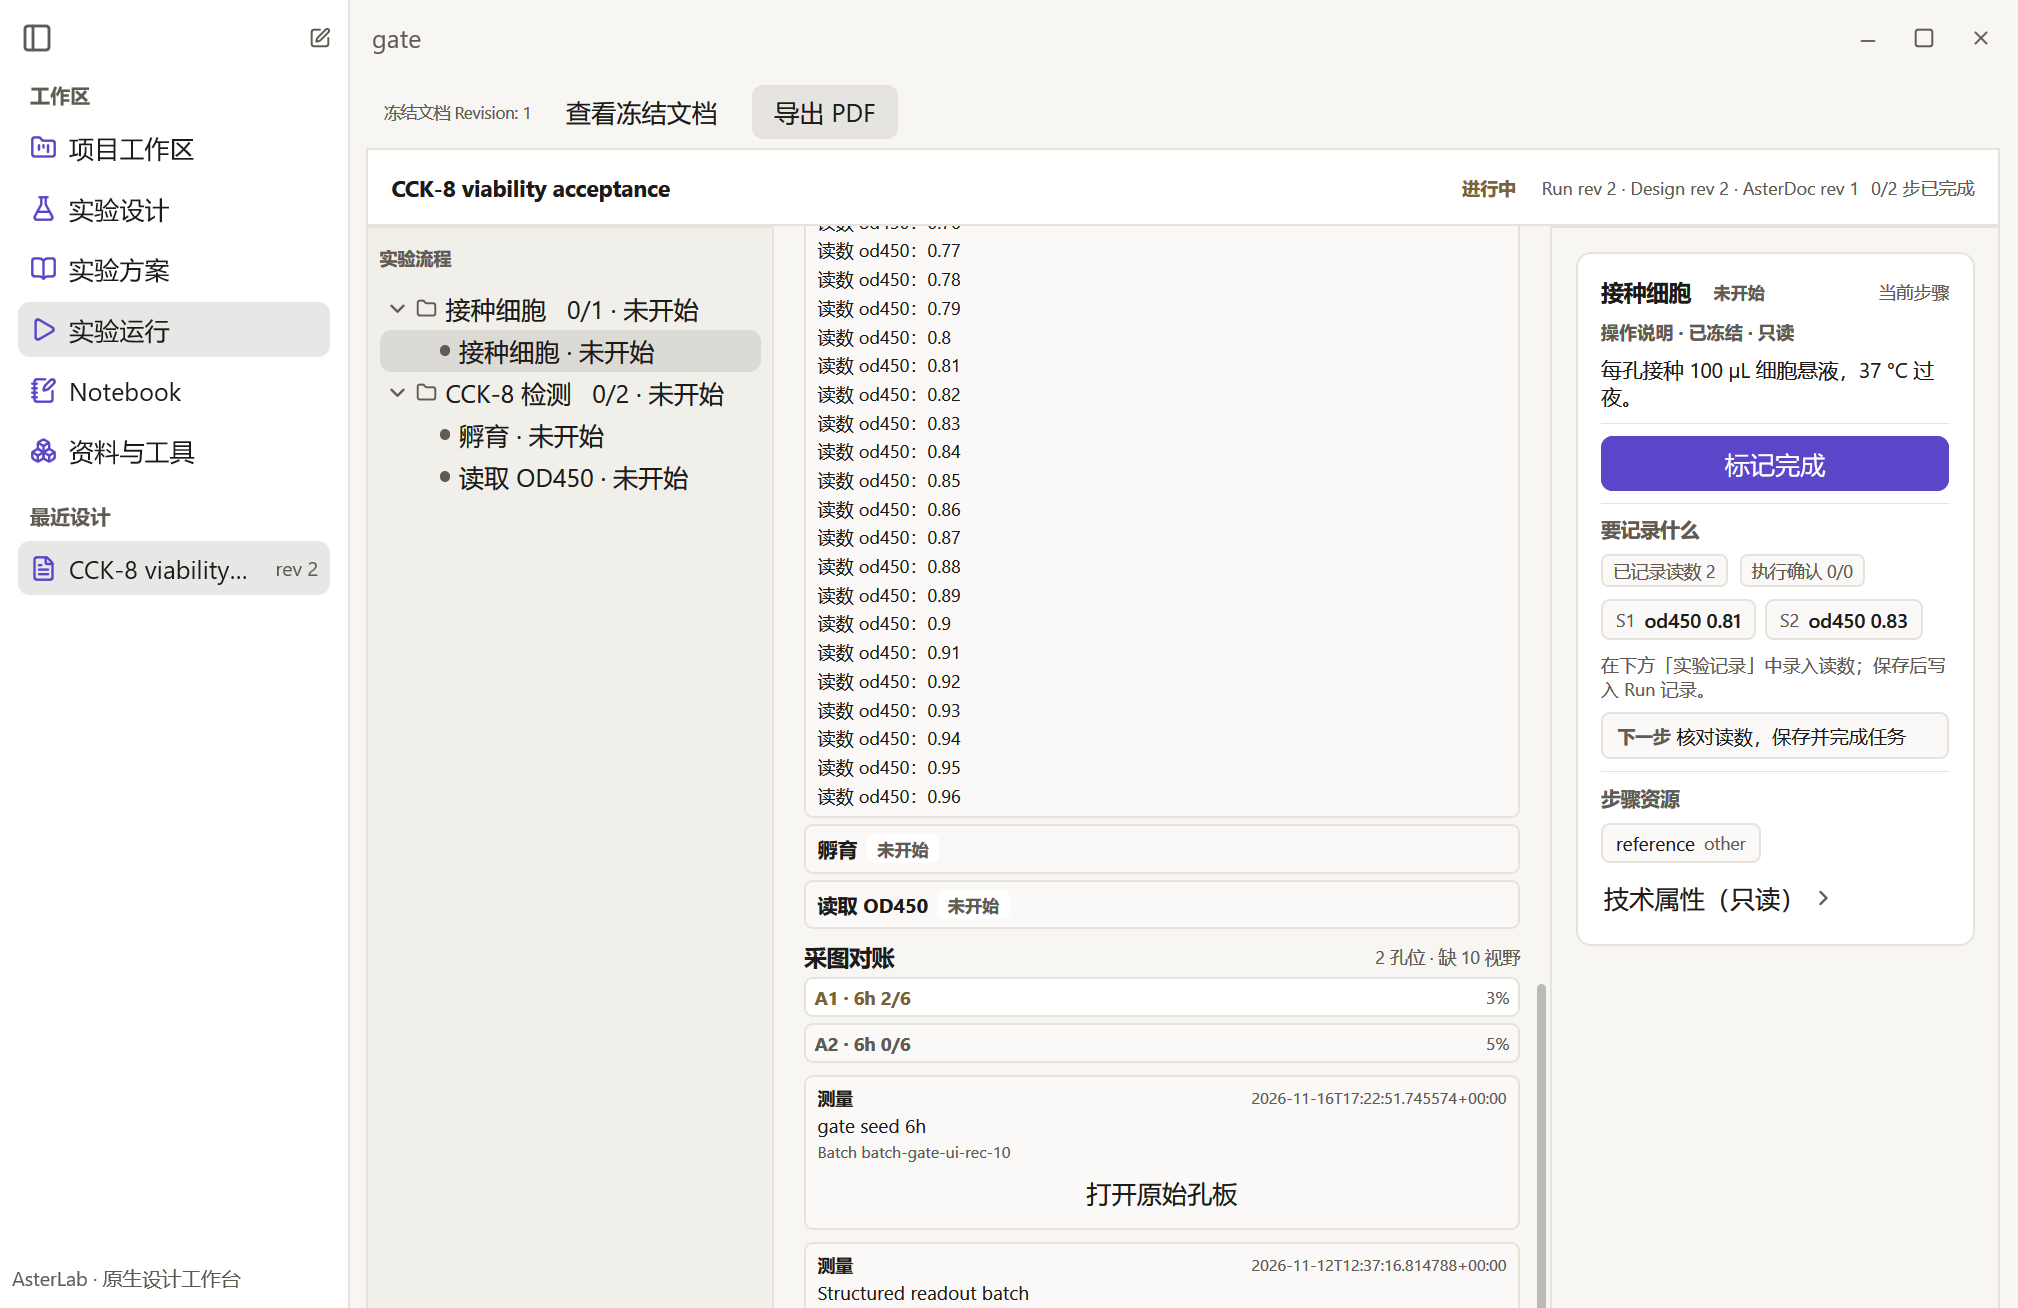 gate
工作区
项目工作区
实验设计
实验方案
实验运行
Notebook
资料与工具
最近设计
CCK-8 viability... rev 2
AsterLab · 原生设计工作台
冻结文档 Revision: 1 查看冻结文档 导出 PDF
CCK-8 viability acceptance 进行中 Run rev 2 · Design rev 2 · AsterDoc rev 1 0/2 步已完成
实验流程
接种细胞 0/1 · 未开始
接种细胞 · 未开始
CCK-8 检测 0/2 · 未开始
孵育 · 未开始
读取 OD450 · 未开始
读数 od450：0.76
读数 od450：0.77
读数 od450：0.78
读数 od450：0.79
读数 od450：0.8
读数 od450：0.81
读数 od450：0.82
读数 od450：0.83
读数 od450：0.84
读数 od450：0.85
读数 od450：0.86
读数 od450：0.87
读数 od450：0.88
读数 od450：0.89
读数 od450：0.9
读数 od450：0.91
读数 od450：0.92
读数 od450：0.93
读数 od450：0.94
读数 od450：0.95
读数 od450：0.96
孵育 未开始
读取 OD450 未开始
采图对账 2 孔位 · 缺 10 视野
A1 · 6h 2/6 3%
A2 · 6h 0/6 5%
测量 2026-11-16T17:22:51.745574+00:00
gate seed 6h
Batch batch-gate-ui-rec-10
打开原始孔板
测量 2026-11-12T12:37:16.814788+00:00
Structured readout batch
接种细胞 未开始 当前步骤
操作说明 · 已冻结 · 只读
每孔接种 100 µL 细胞悬液，37 °C 过
夜。
标记完成
要记录什么
已记录读数 2 执行确认 0/0
S1 od450 0.81 S2 od450 0.83
在下方「实验记录」中录入读数；保存后写
入 Run 记录。
下一步 核对读数，保存并完成任务
步骤资源
reference other
技术属性（只读）